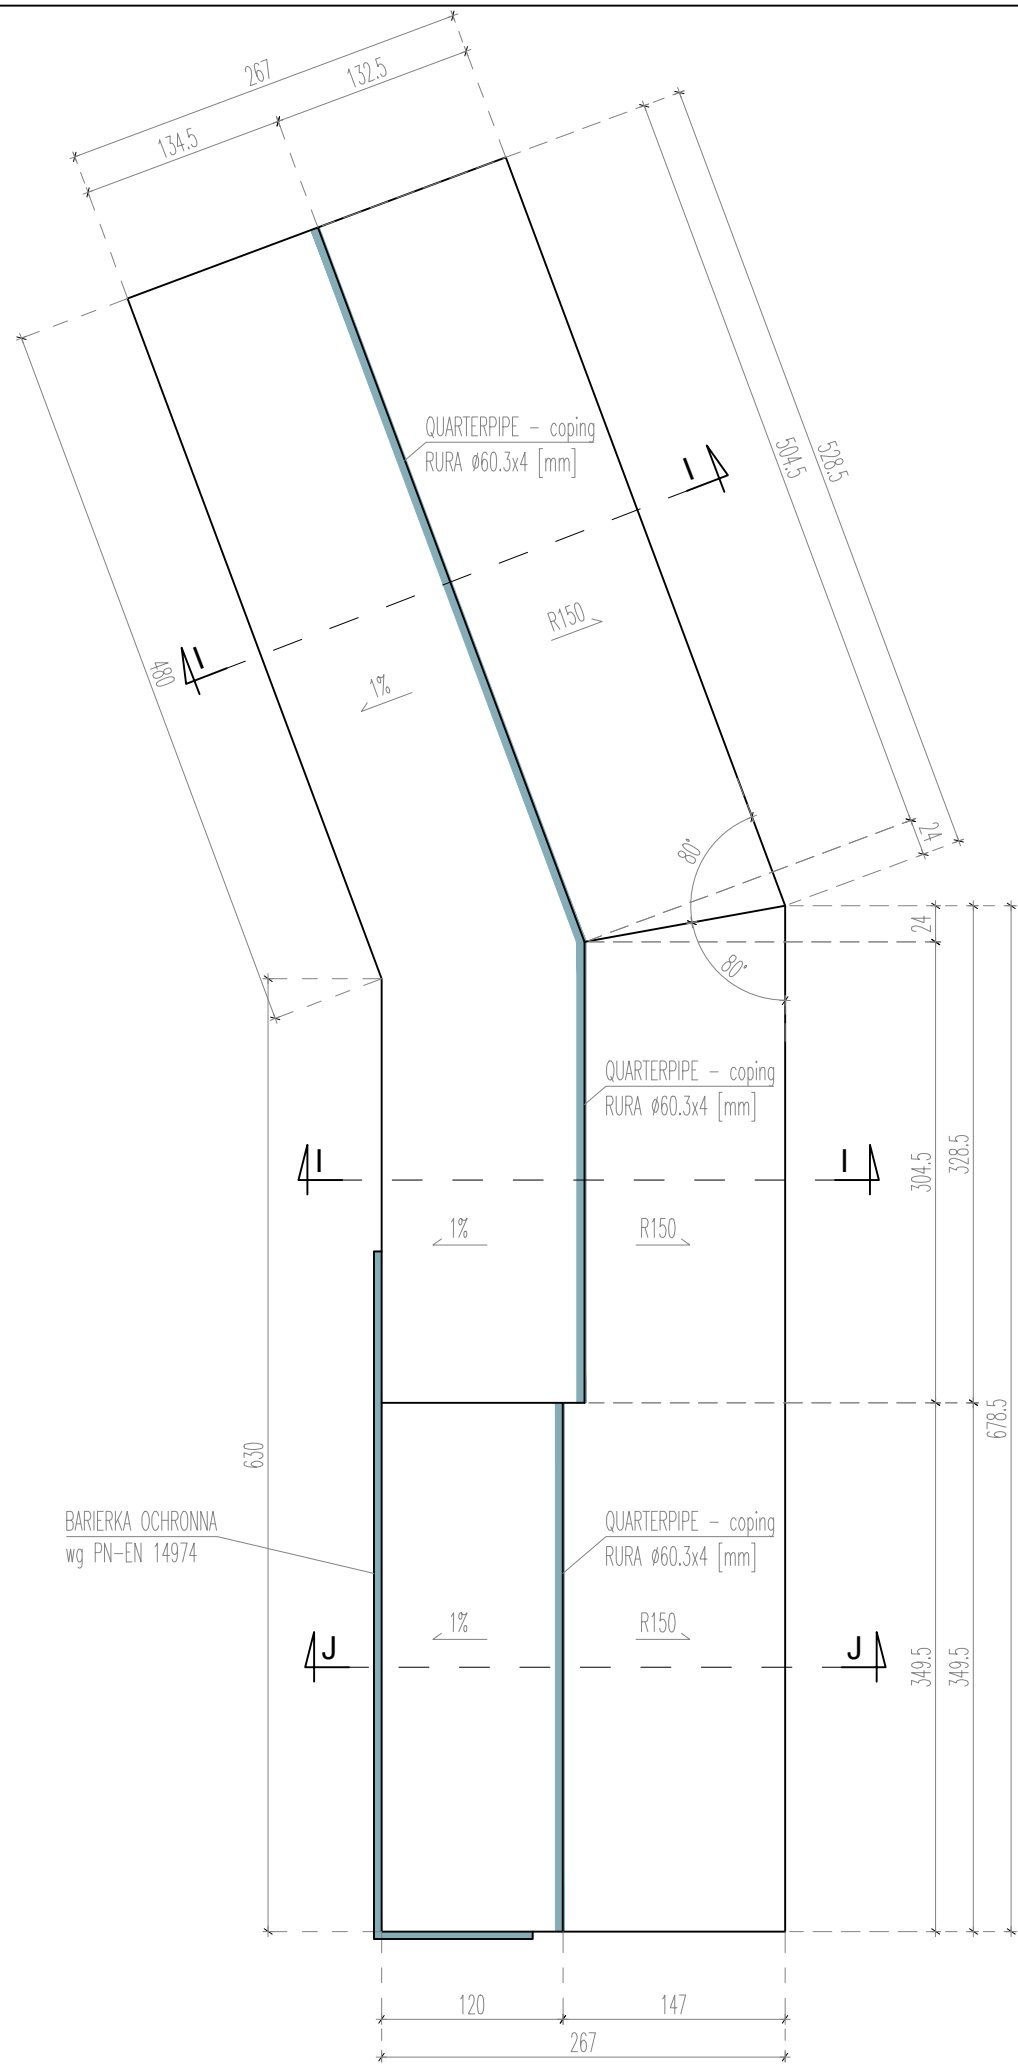 267
132.5
134.5
QUARTERPIPE - coping
RURA Ø60.3x4 [mm]
504.5
528.5
I
R150
I
480
1%
80°
24
24
80°
QUARTERPIPE - coping
RURA Ø60.3x4 [mm]
304.5
328.5
I
I
1%
R150
678.5
630
BARIERKA OCHRONNA
wg PN-EN 14974
QUARTERPIPE - coping
RURA Ø60.3x4 [mm]
1%
R150
J
J
349.5
349.5
120
147
267